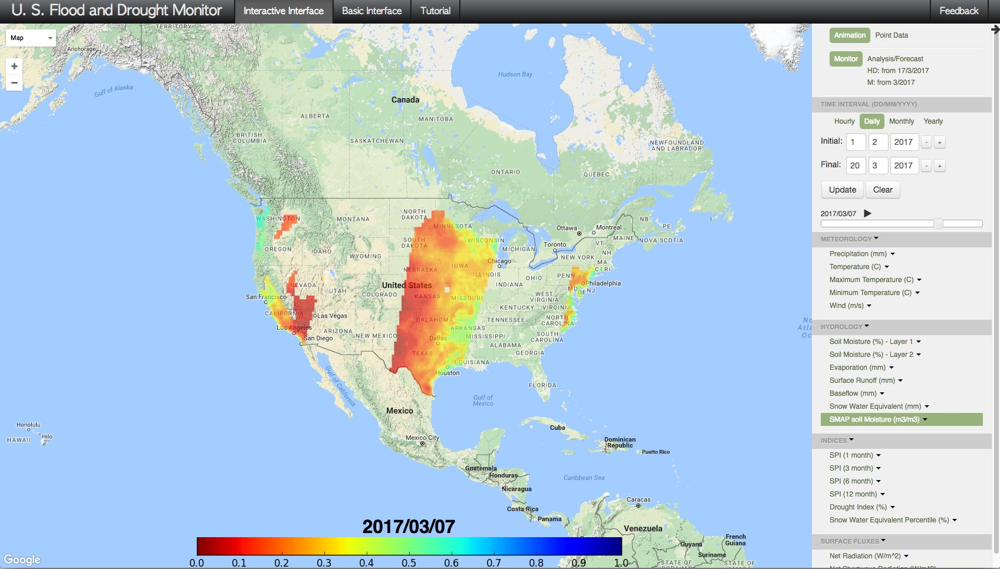 U. S. Flood and Drought Monitor
Interactive Interface
Basic Interface
Tutorial
Feedback
Map
+
−
TERRITORY
Anchorage
Gulf of Alaska
Hudson Bay
Canada
ALBERTA
MANITOBA
BRITISH
COLUMBIA
SASKATCHEWAN
NEWFOUNDLAND
AND LABRADOR
ONTARIO
QUÉBEC
WASHINGTON
MONTANA
NORTH
DAKOTA
MINNESOTA
Ottawa
Montreal
NB
PE
MAINE
NOVA SCOTIA
OREGON
IDAHO
WYOMING
SOUTH
DAKOTA
WISCONSIN
MICHIGAN
Toronto
VT
NH
NEW YORK
MA
CT RI
Chicago
NEBRASKA
IOWA
ILLINOIS
INDIANA
OHIO
PENN
Philadelphia
MD
DE NJ
United States
NEVADA
UTAH
COLORADO
KANSAS
MISSOURI
WEST
VIRGINIA
KENTUCKY
VIRGINIA
San Francisco
CALIFORNIA
Las Vegas
OKLAHOMA
TENNESSEE
NORTH
CAROLINA
Los Angeles
ARIZONA
NEW MEXICO
ARKANSAS
MISSISSIPPI
SOUTH
CAROLINA
San Diego
Dallas
ALABAMA
TEXAS
GEORGIA
LOUISIANA
Houston
FLORIDA
Gulf of California
Gulf of
Mexico
Mexico
Honolulu
HAWAII
Hilo
Mexico City
Cuba
Dominican
Republic
Puerto Rico
Guatemala
Honduras
Caribbean Sea
Nicaragua
Costa Rica
Panama
Caracas
Venezuela
French
Guiana
Guyana
Suriname
STATE OF
STATE OF
No
Atla
Oc
2017/03/07
0.0 0.1 0.2 0.3 0.4 0.5 0.6 0.7 0.8 0.9 1.0
Google
Animation
Point Data
Monitor
Analysis/Forecast
HD: from 17/3/2017
M: from 3/2017
TIME INTERVAL (DD/MM/YYYY)
Hourly Daily Monthly Yearly
Initial: 1 2 2017 - +
Final: 20 3 2017 - +
Update Clear
2017/03/07
METEOROLOGY
Precipitation (mm)
Temperature (C)
Maximum Temperature (C)
Minimum Temperature (C)
Wind (m/s)
HYDROLOGY
Soil Moisture (%) - Layer 1
Soil Moisture (%) - Layer 2
Evaporation (mm)
Surface Runoff (mm)
Baseflow (mm)
Snow Water Equivalent (mm)
SMAP soil Moisture (m3/m3)
INDICES
SPI (1 month)
SPI (3 month)
SPI (6 month)
SPI (12 month)
Drought Index (%)
Snow Water Equivalent Percentile (%)
SURFACE FLUXES
Net Radiation (W/m^2)